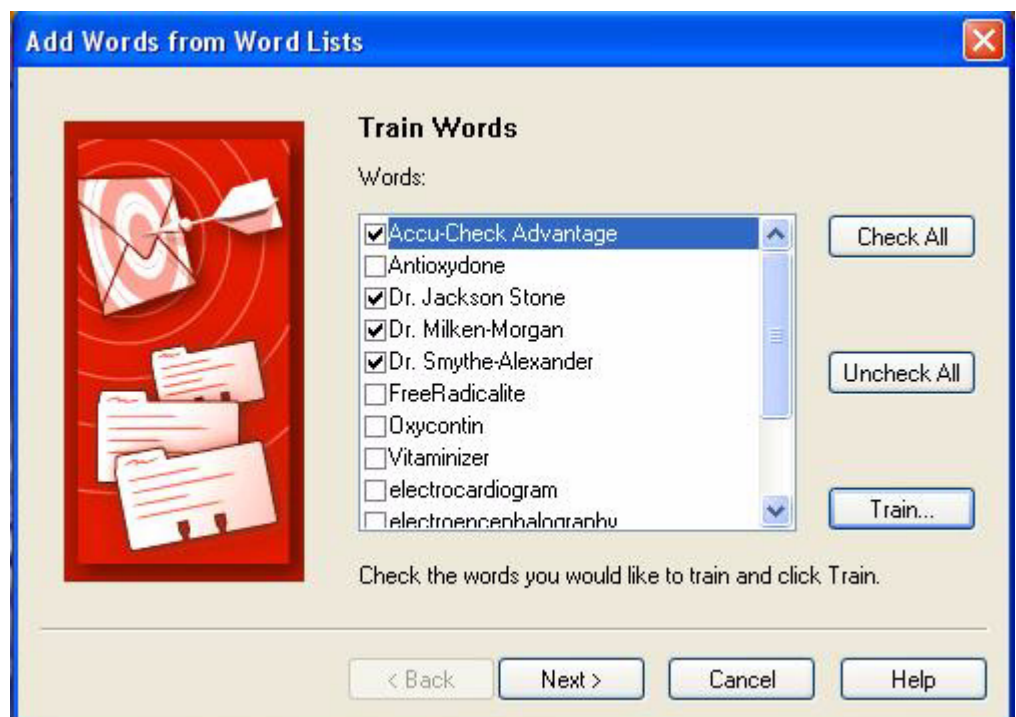 Add Words from Word Lists
Train Words
Words:
Accu-Check Advantage
Antioxydone
Dr. Jackson Stone
Dr. Milken-Morgan
Dr. Smythe-Alexander
FreeRadicalite
Oxycontin
Vitaminizer
electrocardiogram
electroencephalography
Check All
Uncheck All
Train...
Check the words you would like to train and click Train.
< Back Next > Cancel Help